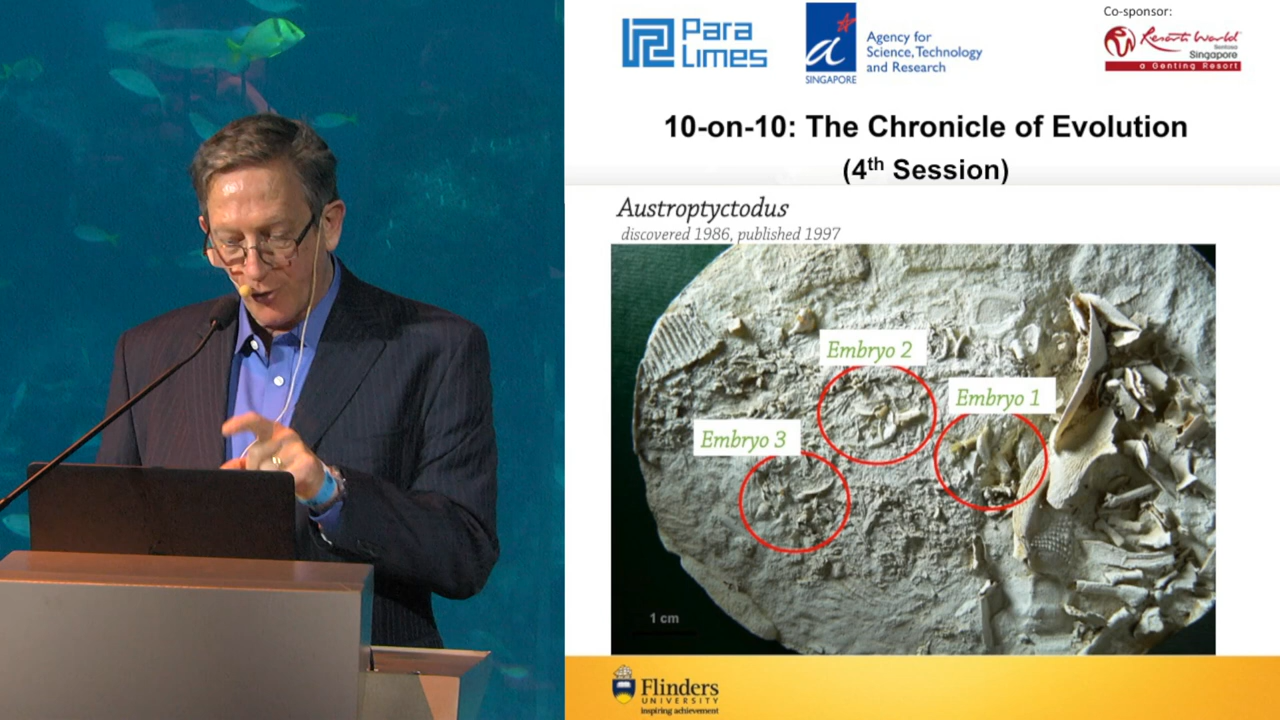 Para
Limes
SINGAPORE
Agency for
Science, Technology
and Research
Co-sponsor:
Resorts World
Sentosa
Singapore
a Genting Resort
10-on-10: The Chronicle of Evolution
(4th Session)
Austroptyctodus
discovered 1986, published 1997
Embryo 2
Embryo 1
Embryo 3
1 cm
Flinders
UNIVERSITY
inspiring achievement